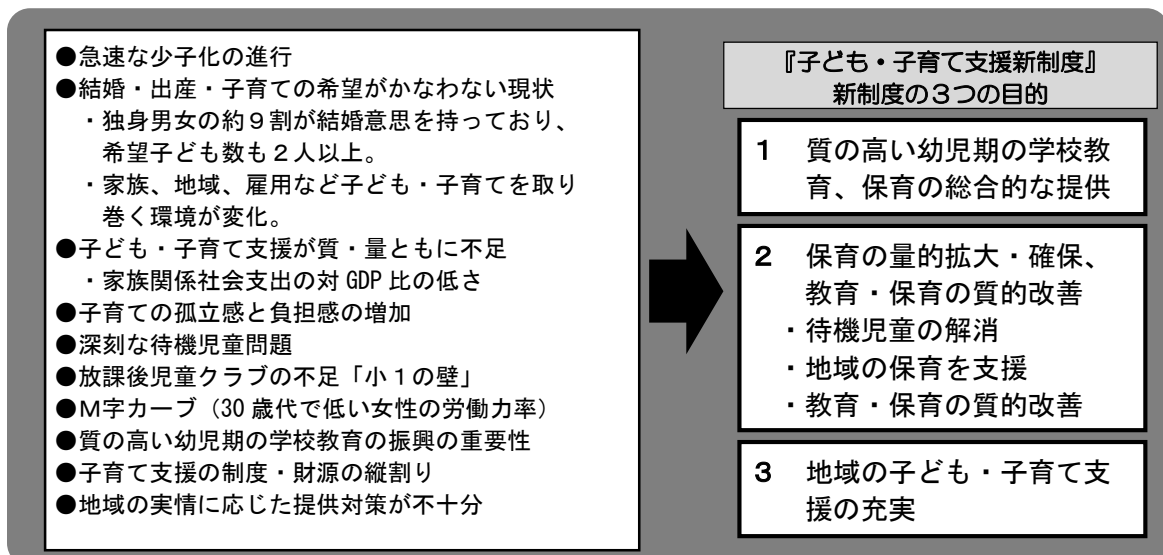 ●急速な少子化の進行
●結婚・出産・子育ての希望がかなわない現状
・独身男女の約９割が結婚意思を持っており、
希望子ども数も２人以上。
・家族、地域、雇用など子ども・子育てを取り
巻く環境が変化。
●子ども・子育て支援が質・量ともに不足
・家族関係社会支出の対 GDP 比の低さ
●子育ての孤立感と負担感の増加
●深刻な待機児童問題
●放課後児童クラブの不足「小１の壁」
●Ｍ字カーブ（30 歳代で低い女性の労働力率）
●質の高い幼児期の学校教育の振興の重要性
●子育て支援の制度・財源の縦割り
●地域の実情に応じた提供対策が不十分
『子ども・子育て支援新制度』
新制度の３つの目的
１　質の高い幼児期の学校教
育、保育の総合的な提供
２　保育の量的拡大・確保、
教育・保育の質的改善
・待機児童の解消
・地域の保育を支援
・教育・保育の質的改善
３　地域の子ども・子育て支
援の充実